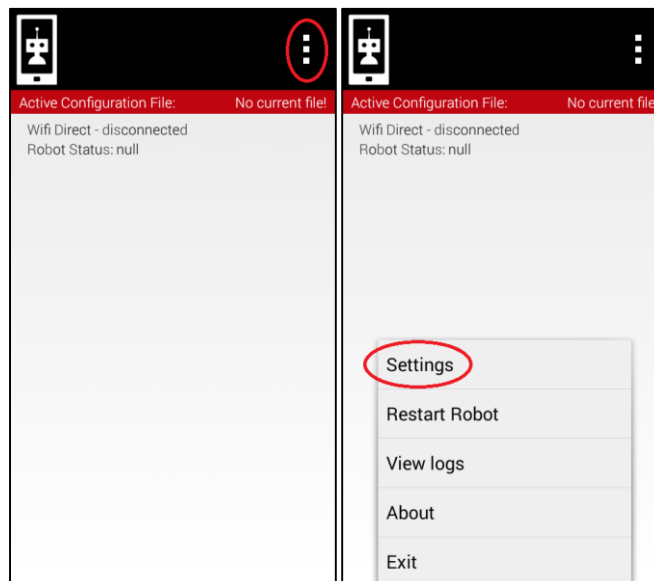 Active Configuration File: No current file!
Wifi Direct - disconnected
Robot Status: null
Active Configuration File: No current file
Wifi Direct - disconnected
Robot Status: null
Settings
Restart Robot
View logs
About
Exit